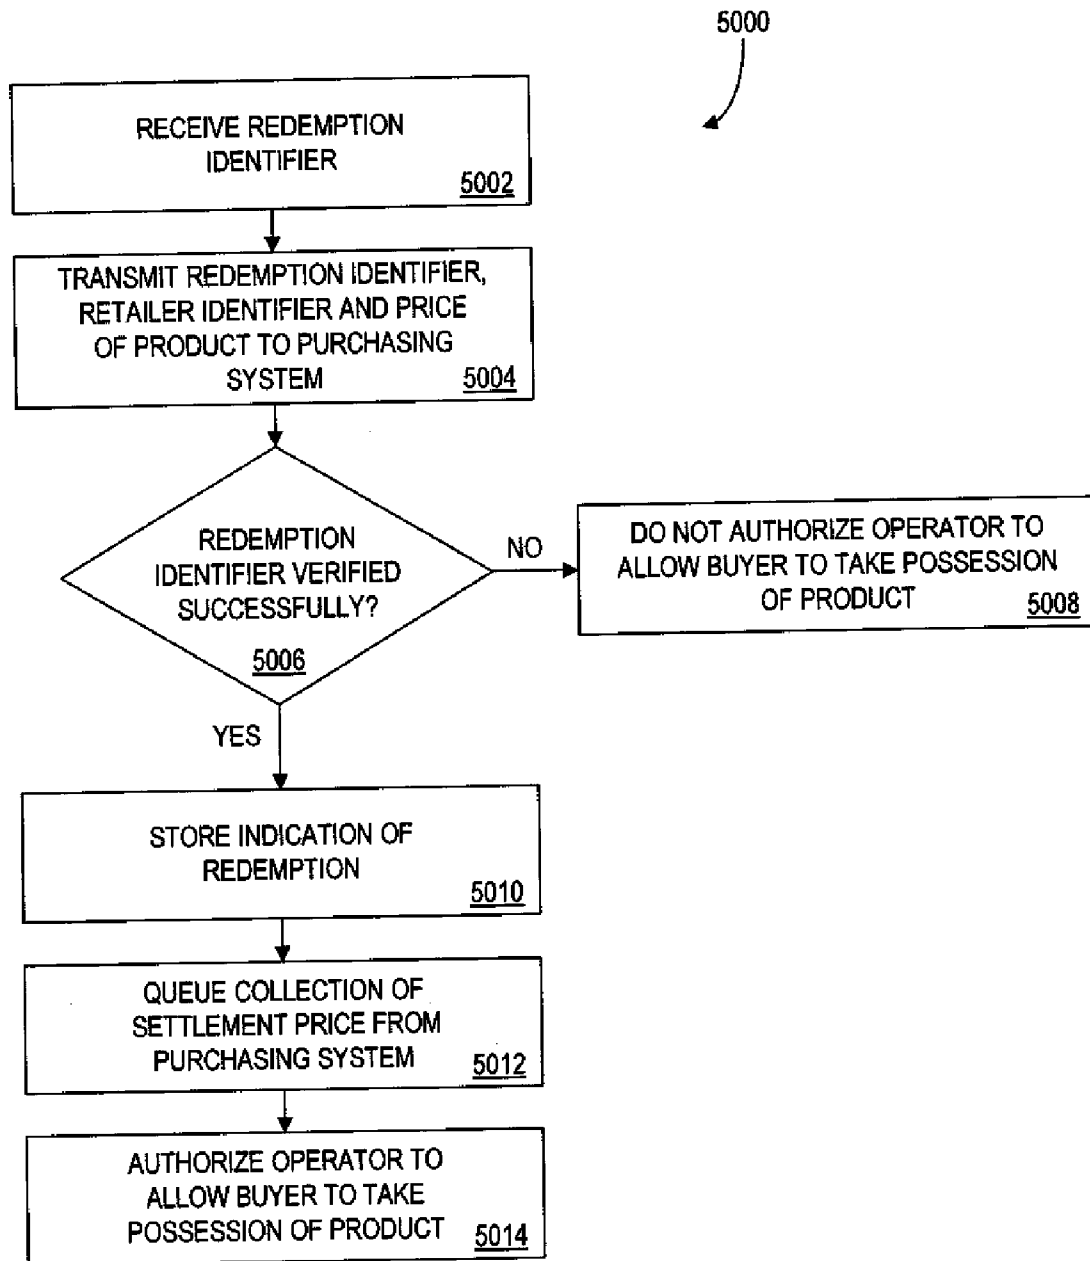 5000
RECEIVE REDEMPTION
IDENTIFIER
5002
TRANSMIT REDEMPTION IDENTIFIER,
RETAILER IDENTIFIER AND PRICE
OF PRODUCT TO PURCHASING
SYSTEM
5004
REDEMPTION
IDENTIFIER VERIFIED
SUCCESSFULLY?
5006
NO
DO NOT AUTHORIZE OPERATOR TO
ALLOW BUYER TO TAKE POSSESSION
OF PRODUCT
5008
YES
STORE INDICATION OF
REDEMPTION
5010
QUEUE COLLECTION OF
SETTLEMENT PRICE FROM
PURCHASING SYSTEM
5012
AUTHORIZE OPERATOR TO
ALLOW BUYER TO TAKE
POSSESSION OF PRODUCT
5014